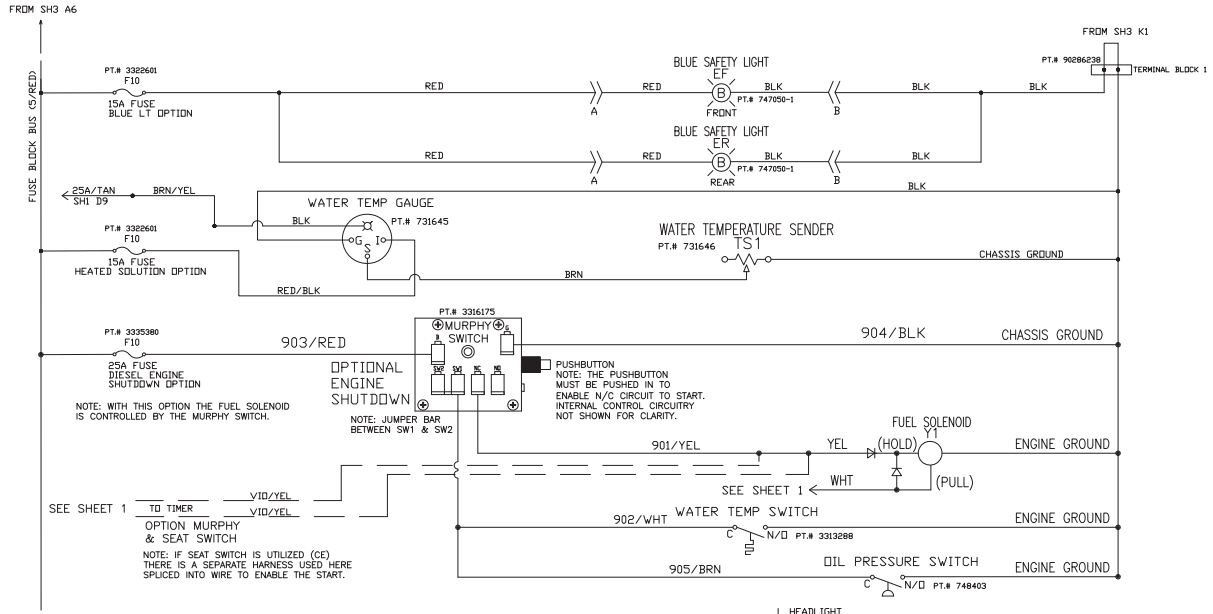 FROM SH3 A6
FROM SH3 K1
PT.# 90286238
TERMINAL BLOCK 1
FUSE BLOCK BUS (5/RED)
PT.# 3322601
F10
15A FUSE
BLUE LT OPTION
RED
A
RED
BLUE SAFETY LIGHT
EF
B
BLK
PT.# 747050-1
FRONT
B
BLK
BLK
RED
A
RED
BLUE SAFETY LIGHT
ER
B
BLK
PT.# 747050-1
REAR
B
BLK
25A/TAN
SH1 D9
BRN/YEL
BLK
WATER TEMP GAUGE
PT.# 731645
BLK
G
I
S
PT.# 3322601
F10
15A FUSE
HEATED SOLUTION OPTION
RED/BLK
BRN
WATER TEMPERATURE SENDER
PT.# 731646
TS1
CHASSIS GROUND
PT.# 3335380
F10
25A FUSE
DIESEL ENGINE
SHUTDOWN OPTION
903/RED
PT.# 3316175
MURPHY
SWITCH
B
G
SW2
SW1
NC
NO
904/BLK
CHASSIS GROUND
OPTIONAL
ENGINE
SHUTDOWN
PUSHBUTTON
NOTE: THE PUSHBUTTON
MUST BE PUSHED IN TO
ENABLE N/C CIRCUIT TO START.
INTERNAL CONTROL CIRCUITRY
NOT SHOWN FOR CLARITY.
NOTE: WITH THIS OPTION THE FUEL SOLENOID
IS CONTROLLED BY THE MURPHY SWITCH.
NOTE: JUMPER BAR
BETWEEN SW1 & SW2
901/YEL
YEL
(HOLD)
FUEL SOLENOID
Y1
ENGINE GROUND
WHT
(PULL)
SEE SHEET 1
SEE SHEET 1
TO TIMER
VIO/YEL
VIO/YEL
OPTION MURPHY
& SEAT SWITCH
NOTE: IF SEAT SWITCH IS UTILIZED (CE)
THERE IS A SEPARATE HARNESS USED HERE
SPLICED INTO WIRE TO ENABLE THE START.
902/WHT
WATER TEMP SWITCH
C
N/O
PT.# 3313288
ENGINE GROUND
905/BRN
OIL PRESSURE SWITCH
C
N/O
PT.# 748403
ENGINE GROUND
L HEADLIGHT